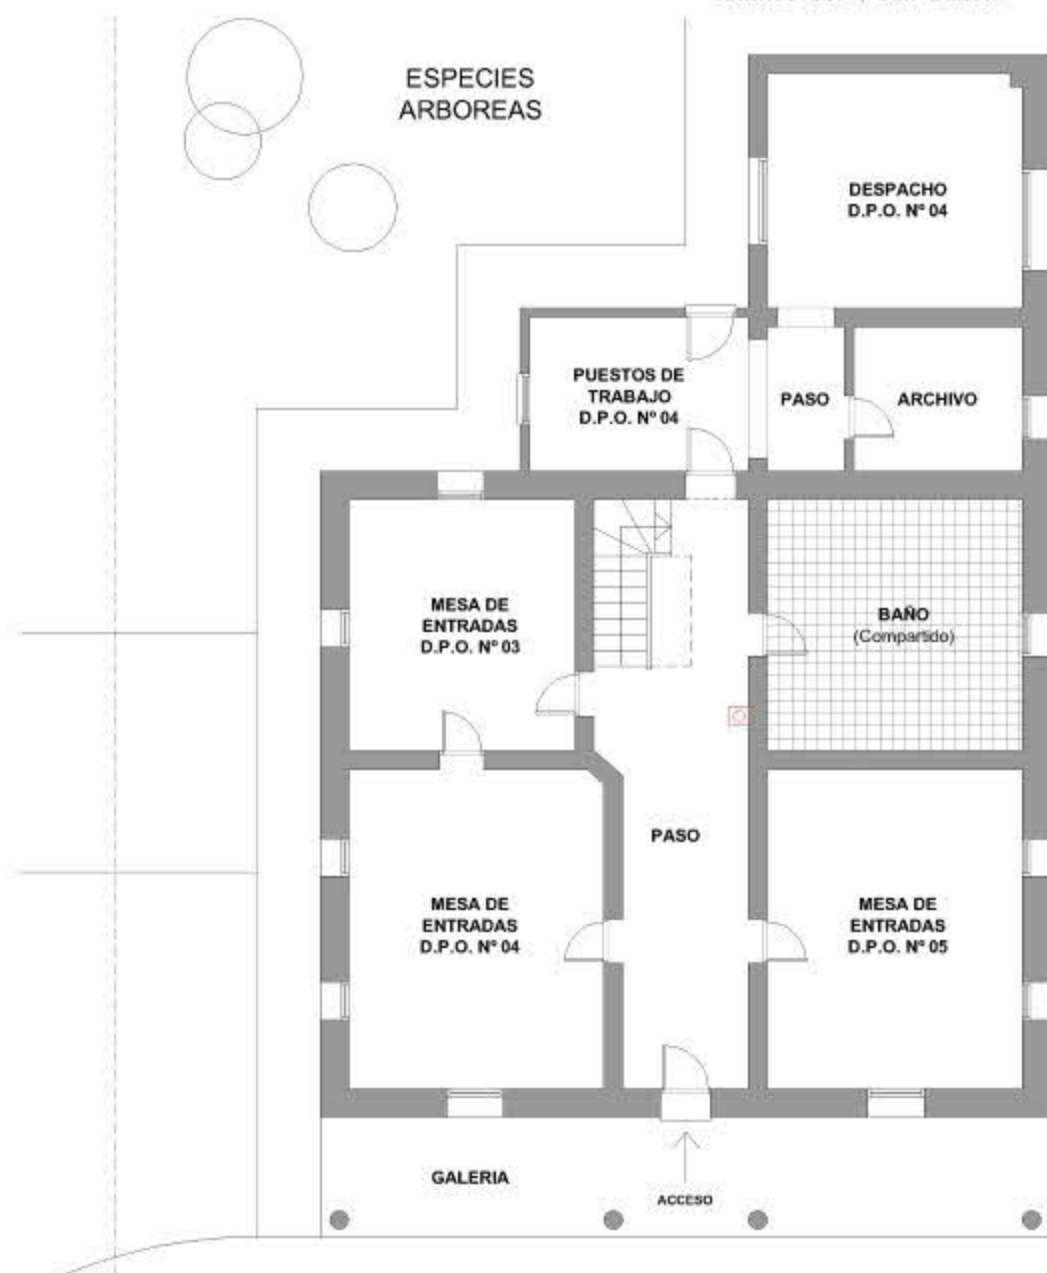 ESPECIES
ARBOREAS
DESPACHO
D.P.O. Nº 04
PUESTOS DE
TRABAJO
D.P.O. Nº 04
PASO
ARCHIVO
MESA DE
ENTRADAS
D.P.O. Nº 03
BAÑO
(Compartido)
PASO
MESA DE
ENTRADAS
D.P.O. Nº 04
MESA DE
ENTRADAS
D.P.O. Nº 05
GALERIA
ACCESO